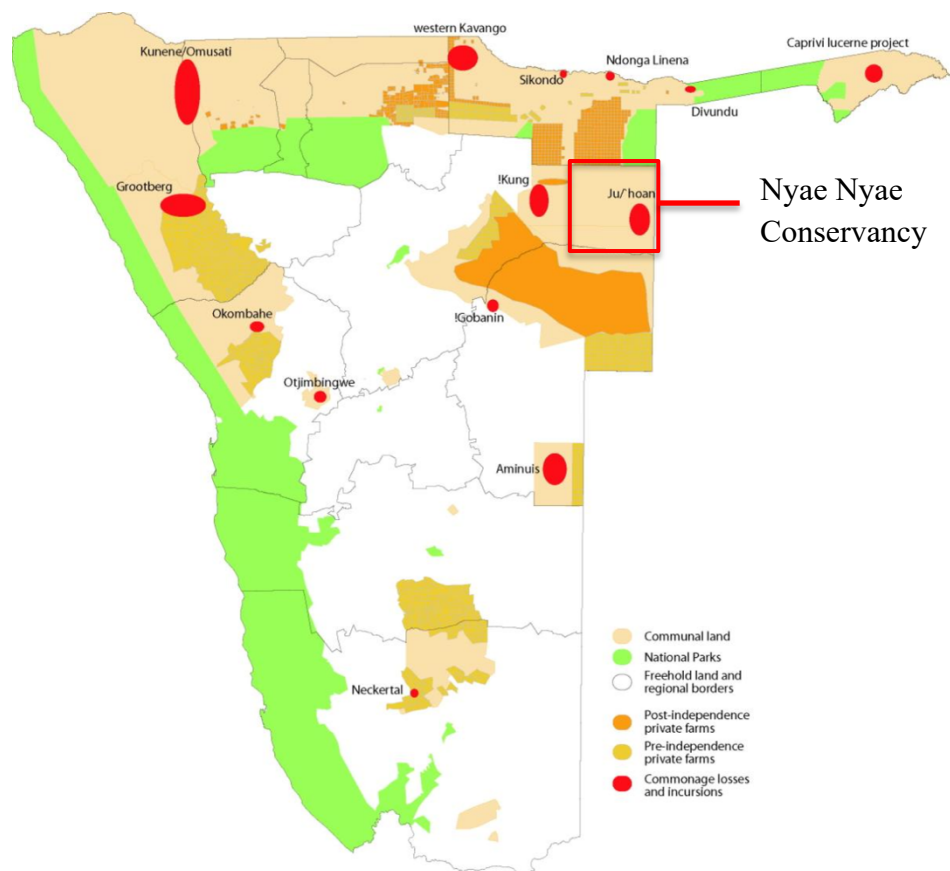 western Kavango
Kunene/Omusati
Caprivi lucerne project
Sikondo
Ndonga Linena
Divundu
Grootberg
!Kung
Ju/ˈhoan
Nyae Nyae
Conservancy
Okombahe
!Gobanin
Otjimbingwe
Aminuis
Neckertal
Communal land
National Parks
Freehold land and
regional borders
Post-independence
private farms
Pre-independence
private farms
Commonage losses
and incursions